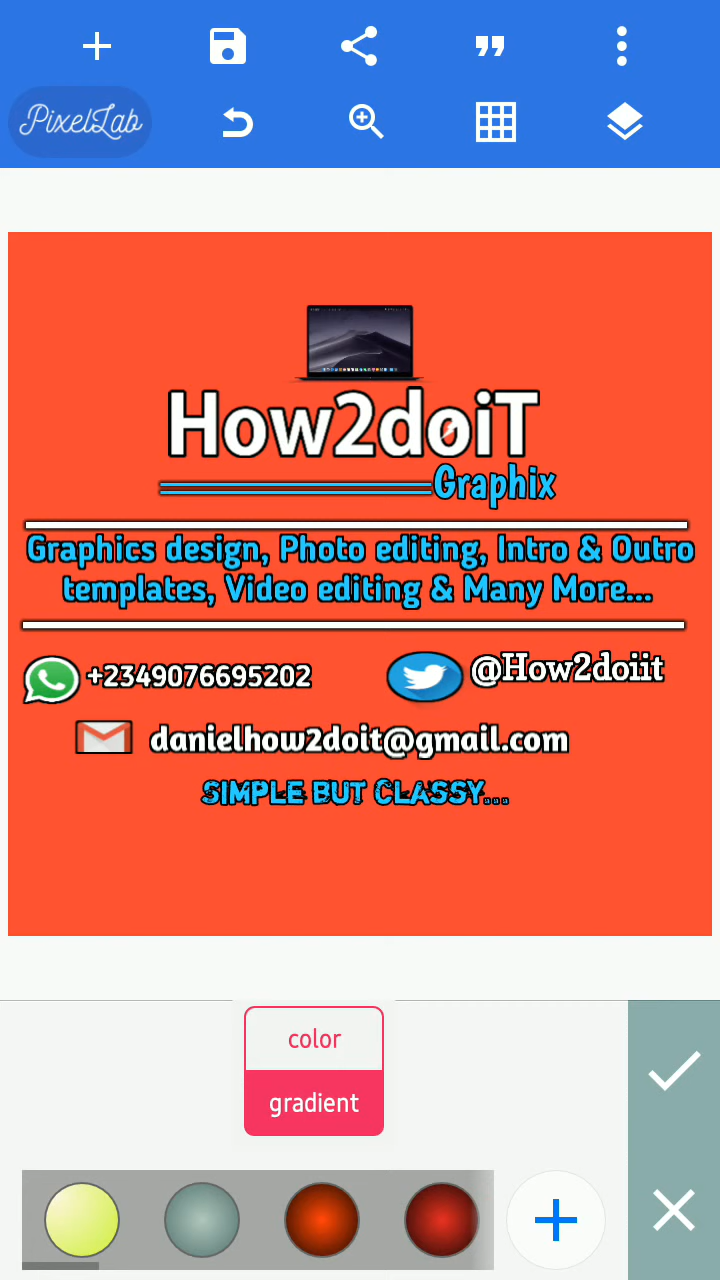 PixelLab
How2doiT
Graphix
Graphics design, Photo editing, Intro & Outro
templates, Video editing & Many More...
+2349076695202
@How2doiit
danielhow2doit@gmail.com
SIMPLE BUT CLASSY...
color
gradient